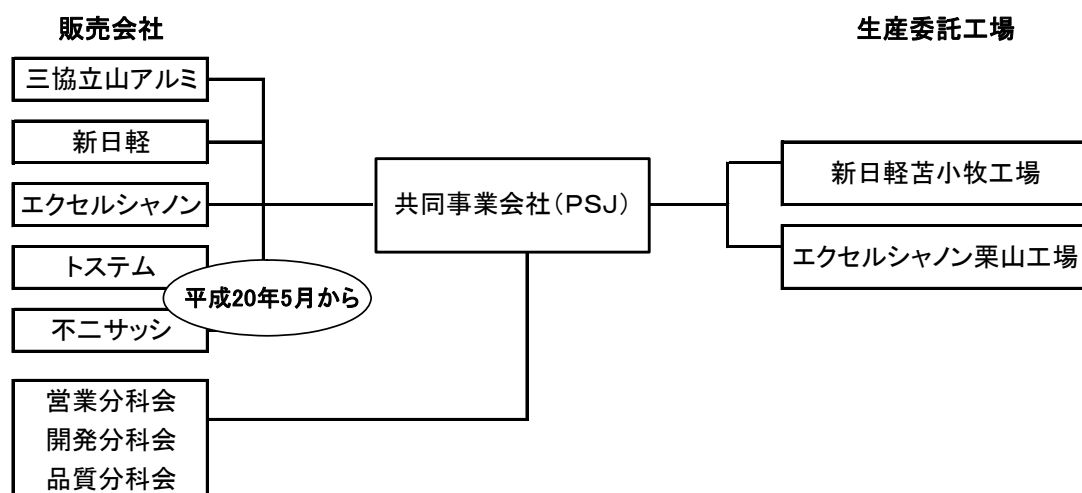 販売会社
生産委託工場
三協立山アルミ
新日軽
エクセルシャノン
トステム
不二サッシ
平成20年5月から
共同事業会社(PSJ)
新日軽苫小牧工場
エクセルシャノン栗山工場
営業分科会
開発分科会
品質分科会